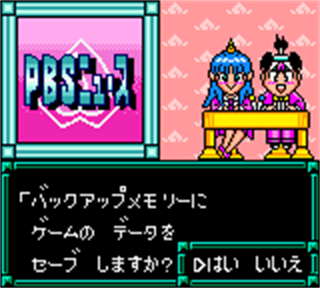 PBSニュース
「バックアップメモリーに
ゲームの データを
セーブ しますか?
▷はい いいえ